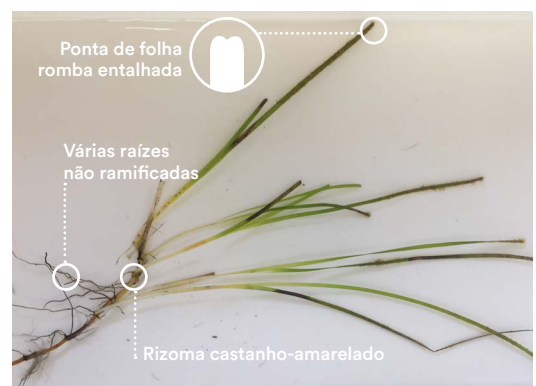 Ponta de folha
romba entalhada
Várias raízes
não ramificadas
Rizoma castanho-amarelado